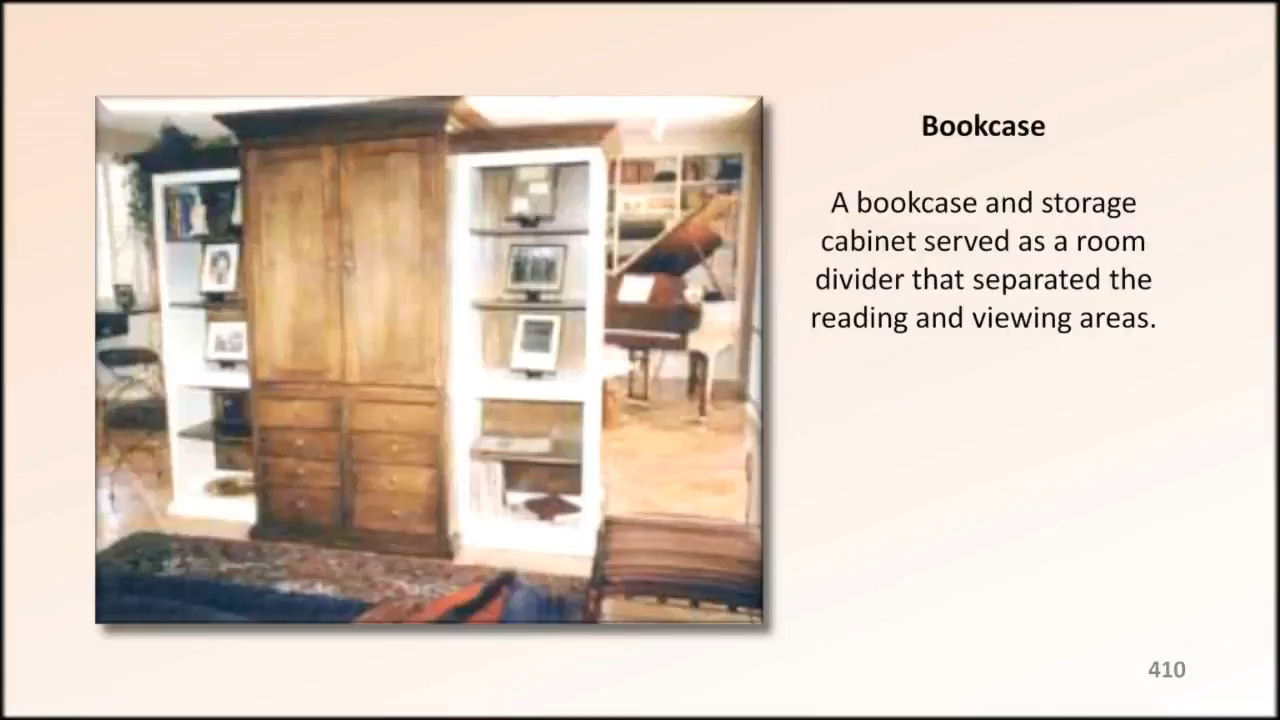 Bookcase
A bookcase and storage
cabinet served as a room
divider that separated the
reading and viewing areas.
410